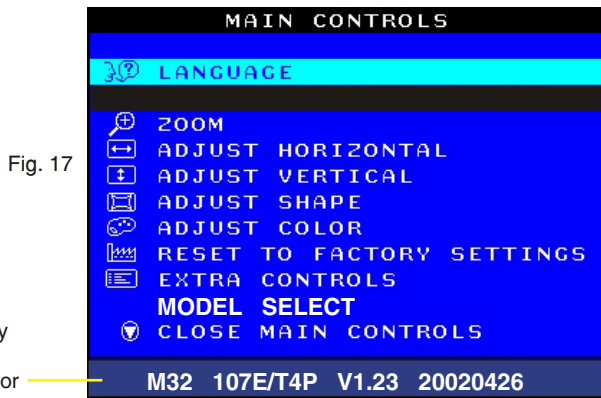 MAIN CONTROLS
LANGUAGE
ZOOM
ADJUST HORIZONTAL
Fig. 17
ADJUST VERTICAL
ADJUST SHAPE
ADJUST COLOR
RESET TO FACTORY SETTINGS
EXTRA CONTROLS
MODEL SELECT
CLOSE MAIN CONTROLS
y
or
M32 107E/T4P V1.23 20020426